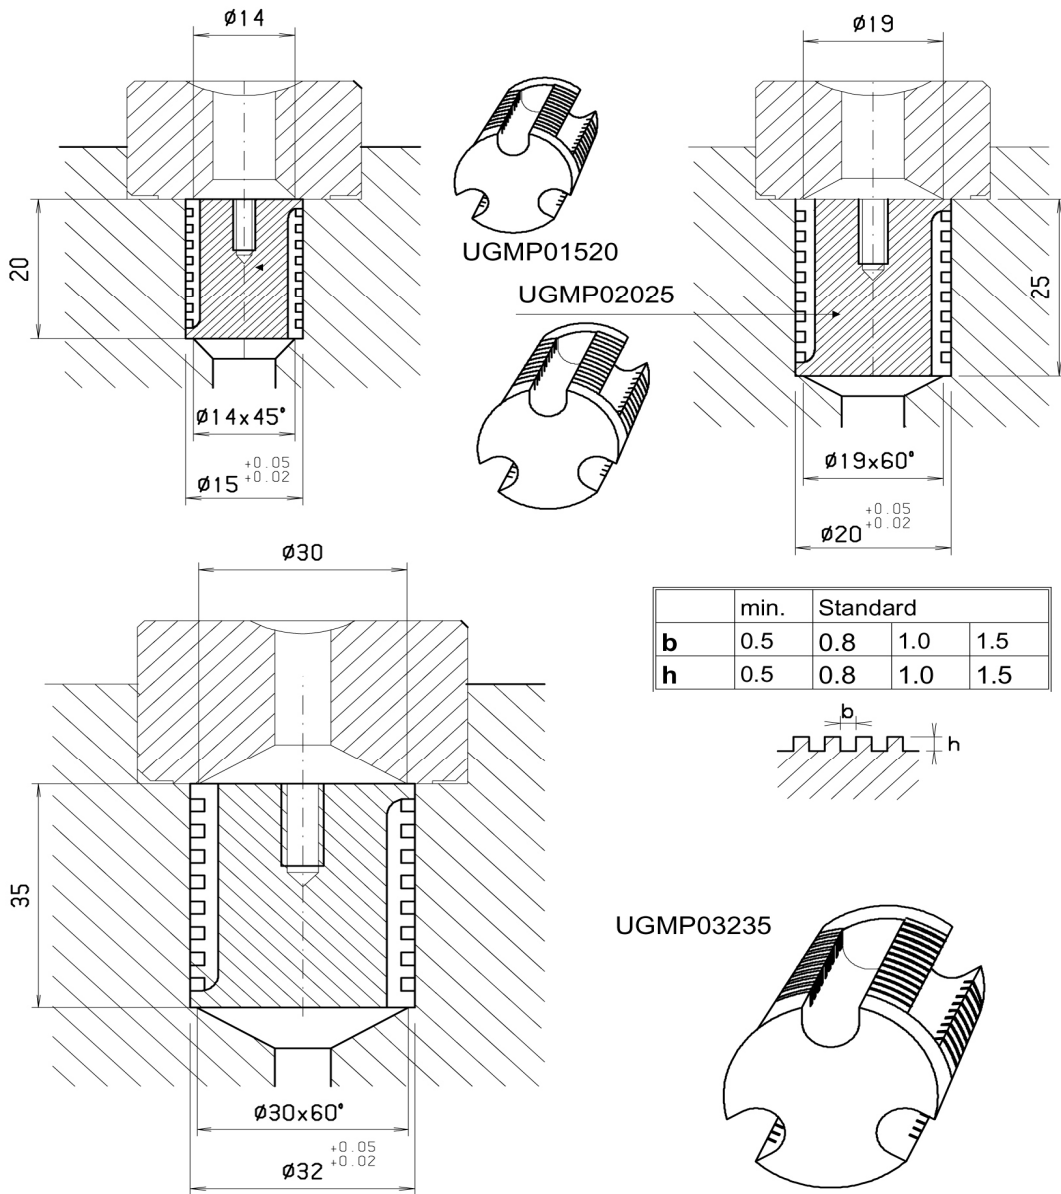 ø14
20
ø14x45°
ø15 +0.05
+0.02
UGMP01520
UGMP02025
ø19
25
ø19x60°
ø20 +0.05
+0.02
min. Standard
b 0.5 0.8 1.0 1.5
h 0.5 0.8 1.0 1.5
b
h
ø30
35
ø30x60°
ø32 +0.05
+0.02
UGMP03235